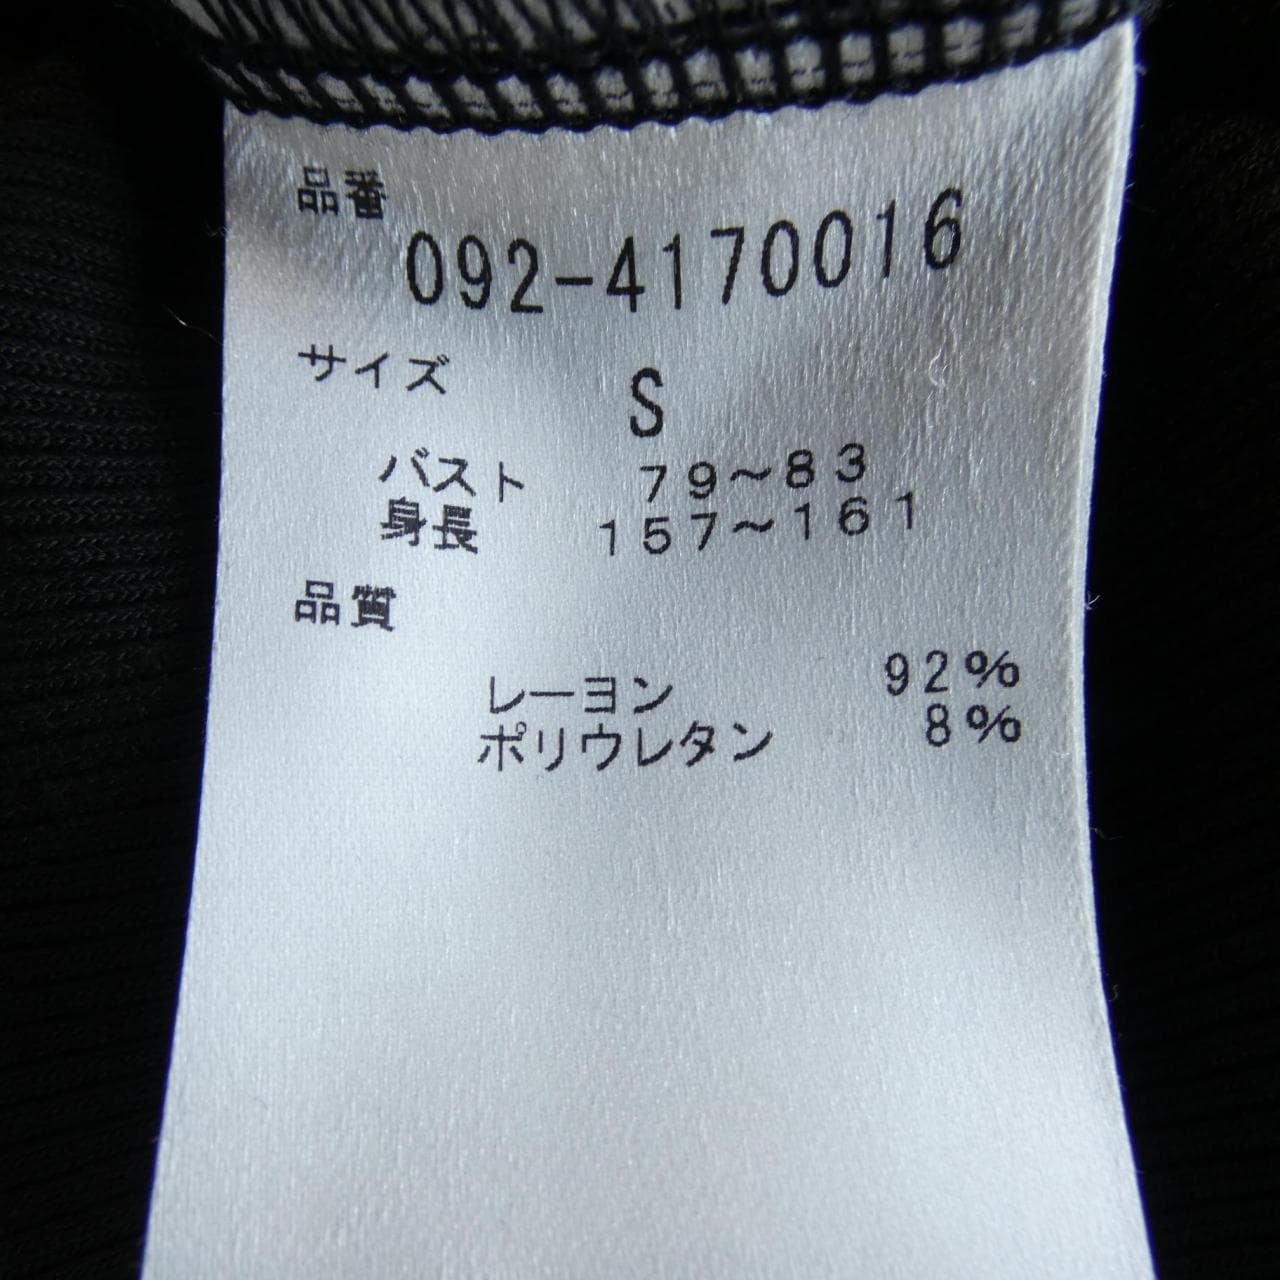 品番
092-4170016
サイズ S
バスト 79～83
身長 157～161
品質
レーヨン 92%
ポリウレタン 8%